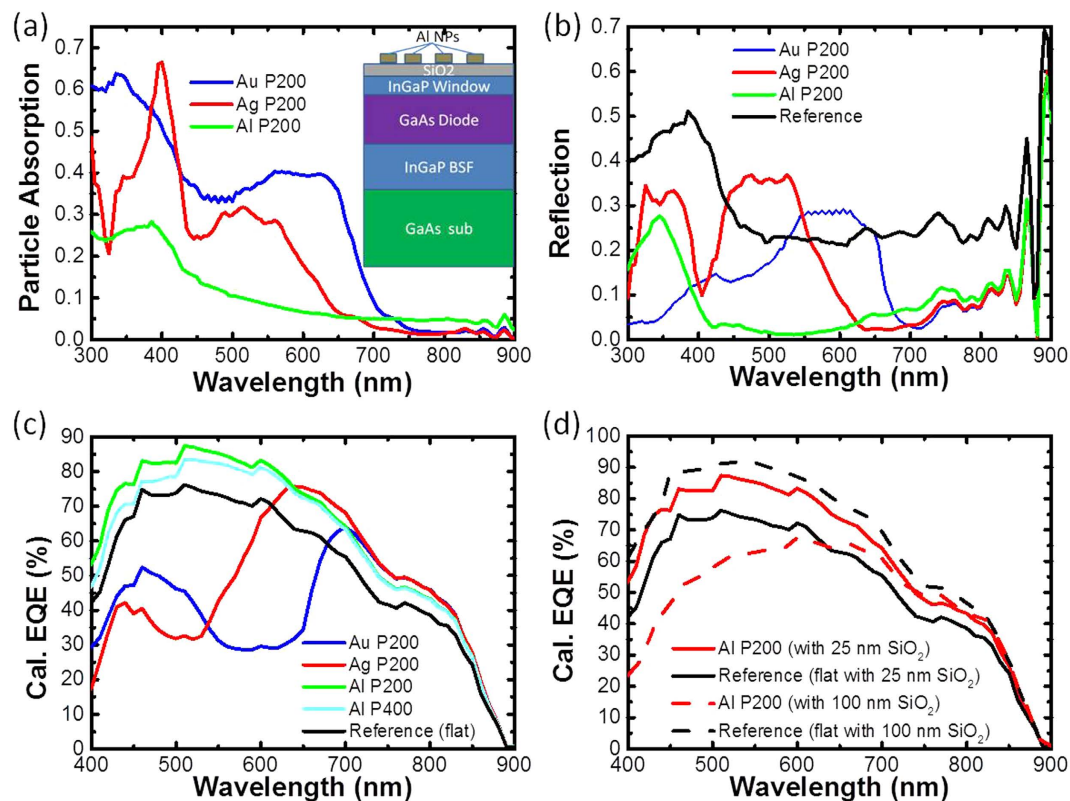 (a)
0.7
0.6
0.5
0.4
0.3
0.2
0.1
0.0
Particle Absorption
Au P200
Ag P200
Al P200
Al NPs
SiO2
InGaP Window
GaAs Diode
InGaP BSF
GaAs sub
300 400 500 600 700 800 900
Wavelength (nm)
(b)
0.7
0.6
0.5
0.4
0.3
0.2
0.1
0.0
Reflection
Au P200
Ag P200
Al P200
Reference
300 400 500 600 700 800 900
Wavelength (nm)
(c)
90
80
70
60
50
40
30
20
10
0
Cal. EQE (%)
Au P200
Ag P200
Al P200
Al P400
Reference (flat)
400 500 600 700 800 900
Wavelength (nm)
(d)
100
90
80
70
60
50
40
30
20
10
0
Cal. EQE (%)
Al P200 (with 25 nm SiO₂)
Reference (flat with 25 nm SiO₂)
Al P200 (with 100 nm SiO₂)
Reference (flat with 100 nm SiO₂)
400 500 600 700 800 900
Wavelength (nm)